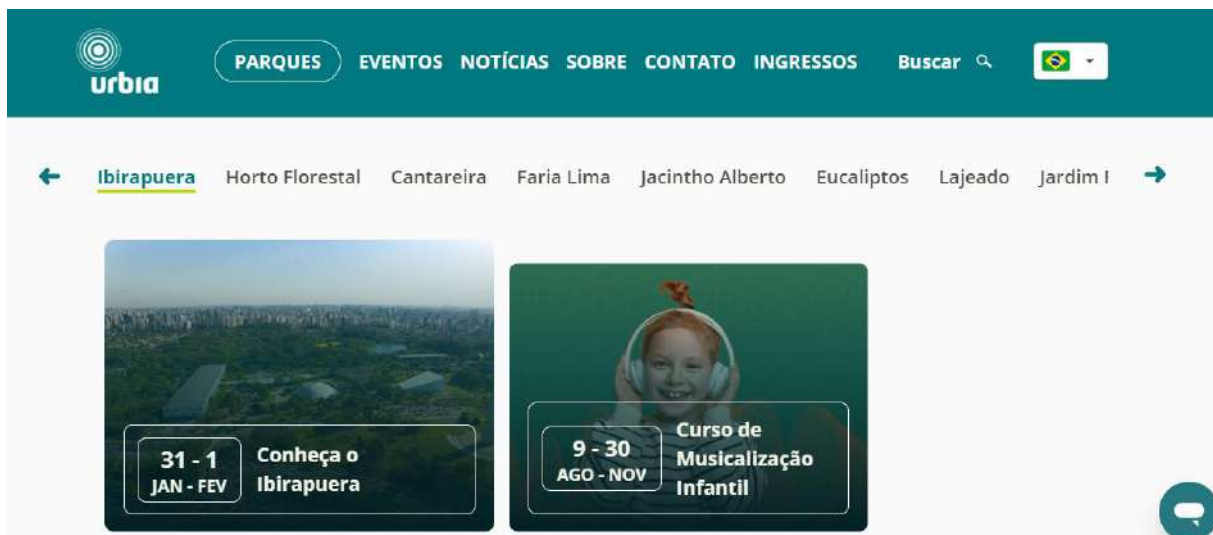 urbia
PARQUES EVENTOS NOTÍCIAS SOBRE CONTATO INGRESSOS Buscar
Ibirapuera Horto Florestal Cantareira Faria Lima Jacintho Alberto Eucaliptos Lajeado Jardim
31 - 1
JAN - FEV
Conheça o
Ibirapuera
9 - 30
AGO - NOV
Curso de
Musicalização
Infantil